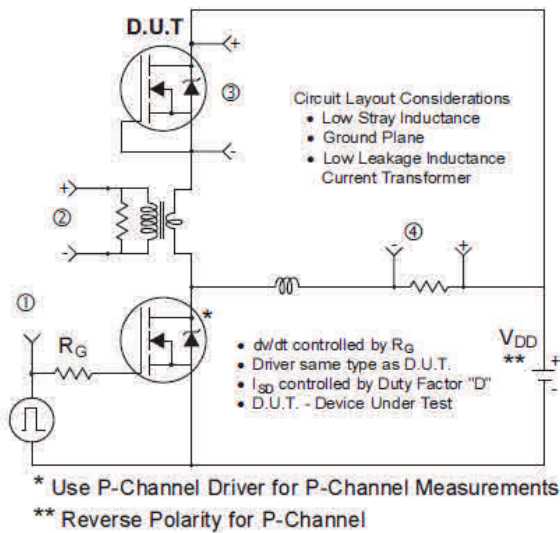 D.U.T
+
③
-
Circuit Layout Considerations
• Low Stray Inductance
• Ground Plane
• Low Leakage Inductance
Current Transformer
+
②
-
- ④ +
①
RG
*
• dv/dt controlled by RG
• Driver same type as D.U.T.
• ISD controlled by Duty Factor "D"
• D.U.T. - Device Under Test
VDD
**
+
-
* Use P-Channel Driver for P-Channel Measurements
** Reverse Polarity for P-Channel